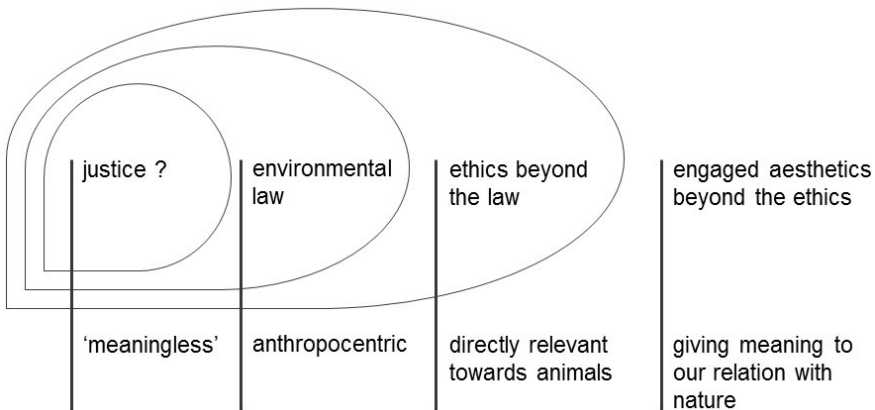 justice ?
environmental
law
ethics beyond
the law
engaged aesthetics
beyond the ethics
‘meaningless’
anthropocentric
directly relevant
towards animals
giving meaning to
our relation with
nature